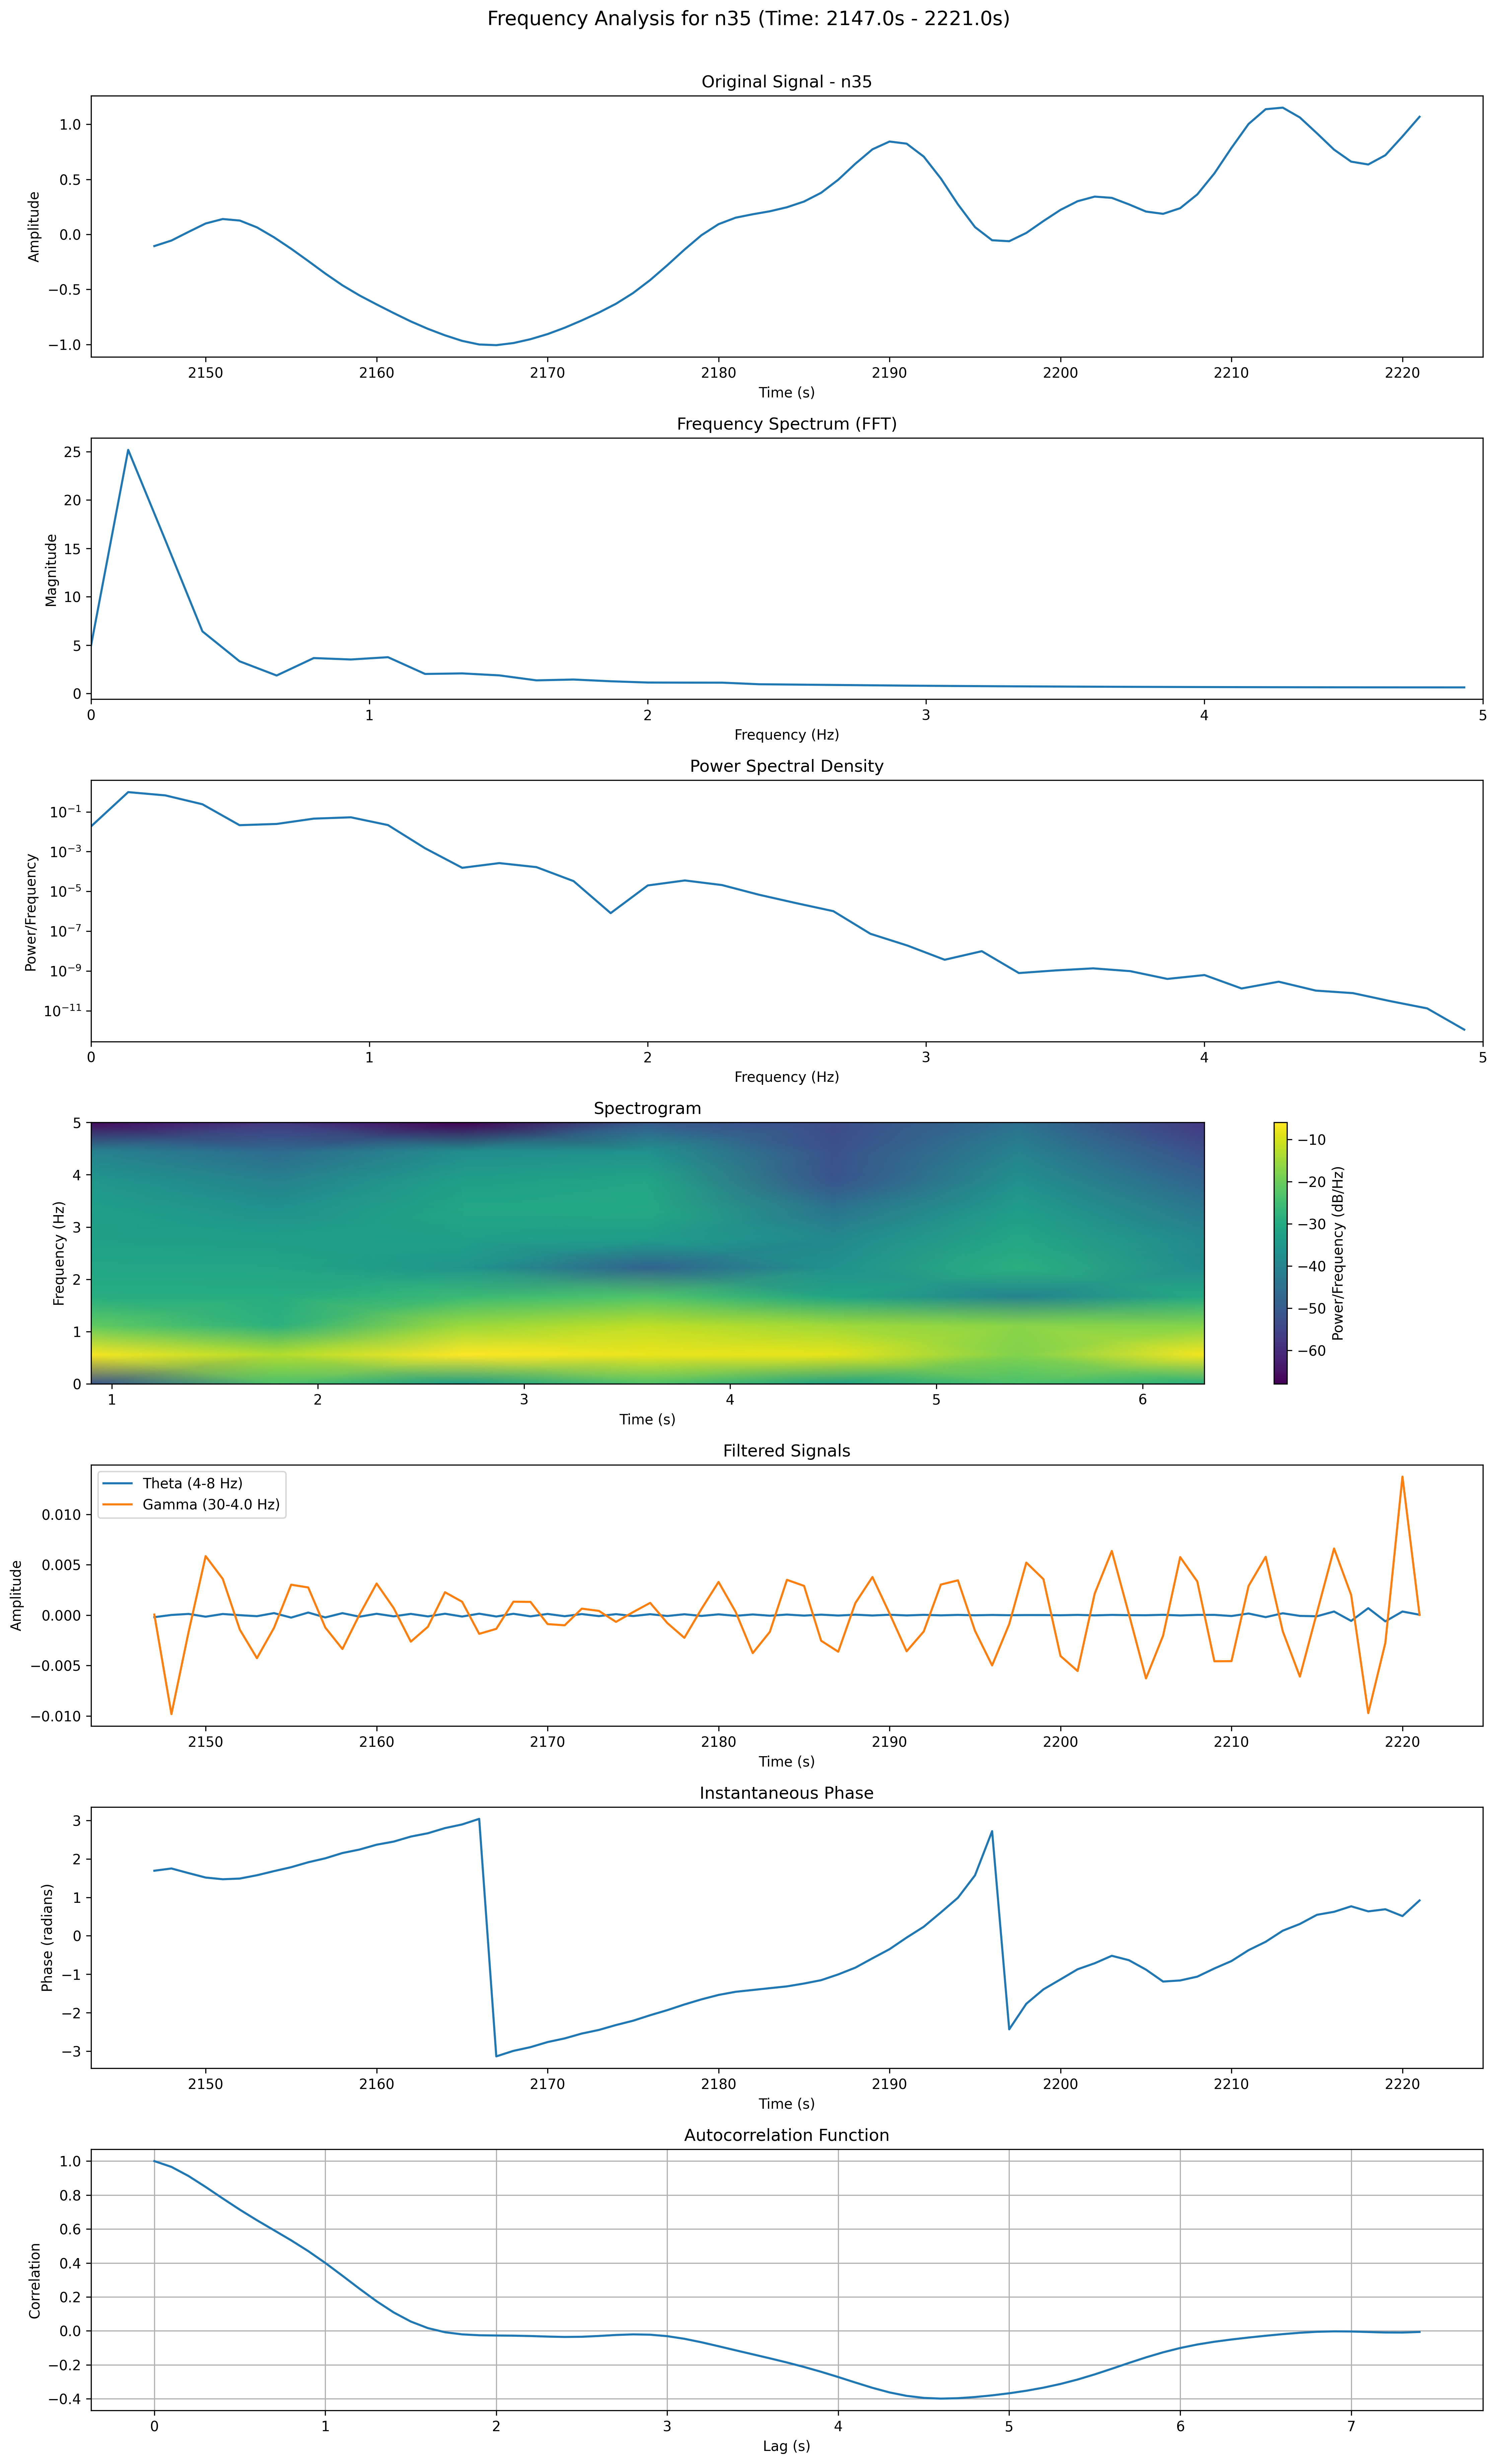 Frequency Analysis for n35 (Time: 2147.0s - 2221.0s)
Original Signal - n35
Amplitude
1.0
0.5
0.0
−0.5
−1.0
2150 2160 2170 2180 2190 2200 2210 2220
Time (s)
Frequency Spectrum (FFT)
Magnitude
25
20
15
10
5
0
0 1 2 3 4 5
Frequency (Hz)
Power Spectral Density
Power/Frequency
10⁻¹
10⁻³
10⁻⁵
10⁻⁷
10⁻⁹
10⁻¹¹
0 1 2 3 4 5
Frequency (Hz)
Spectrogram
Frequency (Hz)
5
4
3
2
1
0
1 2 3 4 5 6
Time (s)
−10
−20
−30
−40
−50
−60
Power/Frequency (dB/Hz)
Filtered Signals
Theta (4-8 Hz)
Gamma (30-4.0 Hz)
Amplitude
0.010
0.005
0.000
−0.005
−0.010
2150 2160 2170 2180 2190 2200 2210 2220
Time (s)
Instantaneous Phase
Phase (radians)
3
2
1
0
−1
−2
−3
2150 2160 2170 2180 2190 2200 2210 2220
Time (s)
Autocorrelation Function
Correlation
1.0
0.8
0.6
0.4
0.2
0.0
−0.2
−0.4
0 1 2 3 4 5 6 7
Lag (s)